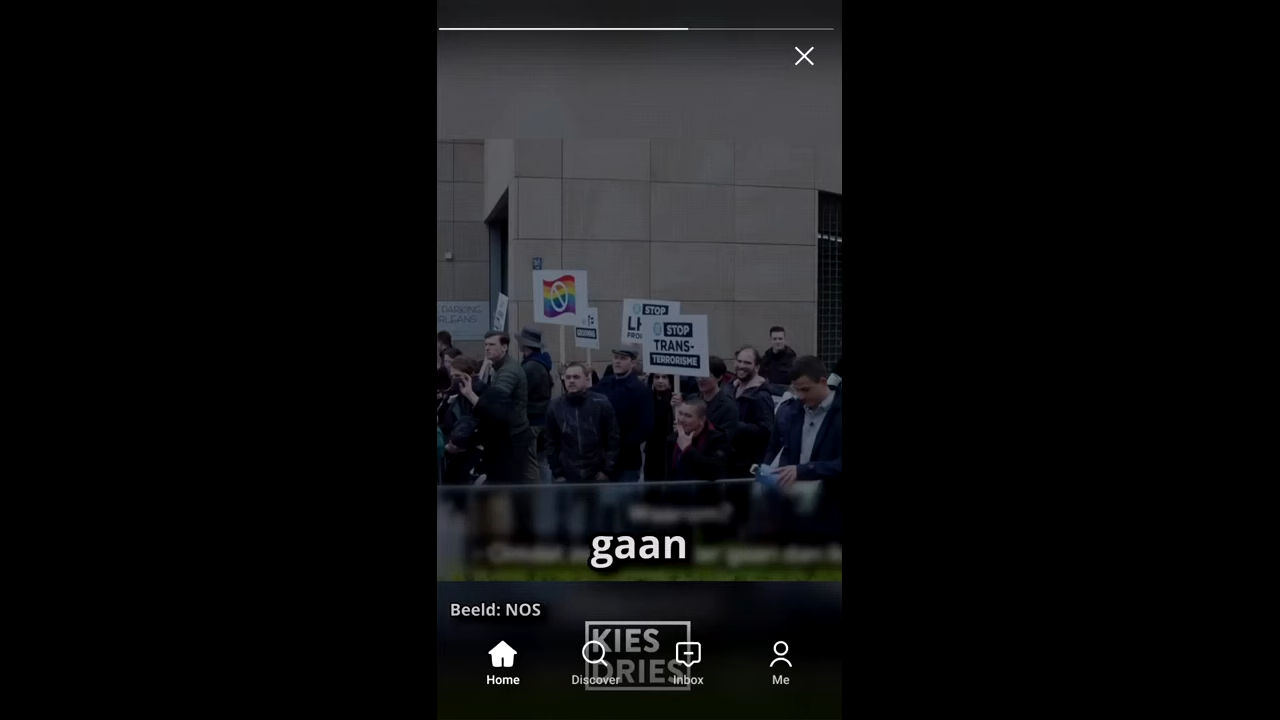 STOP
STOP
TRANS-
TERRORISME
gaan
Beeld: NOS
KIES
DRIES
Home
Discover
Inbox
Me